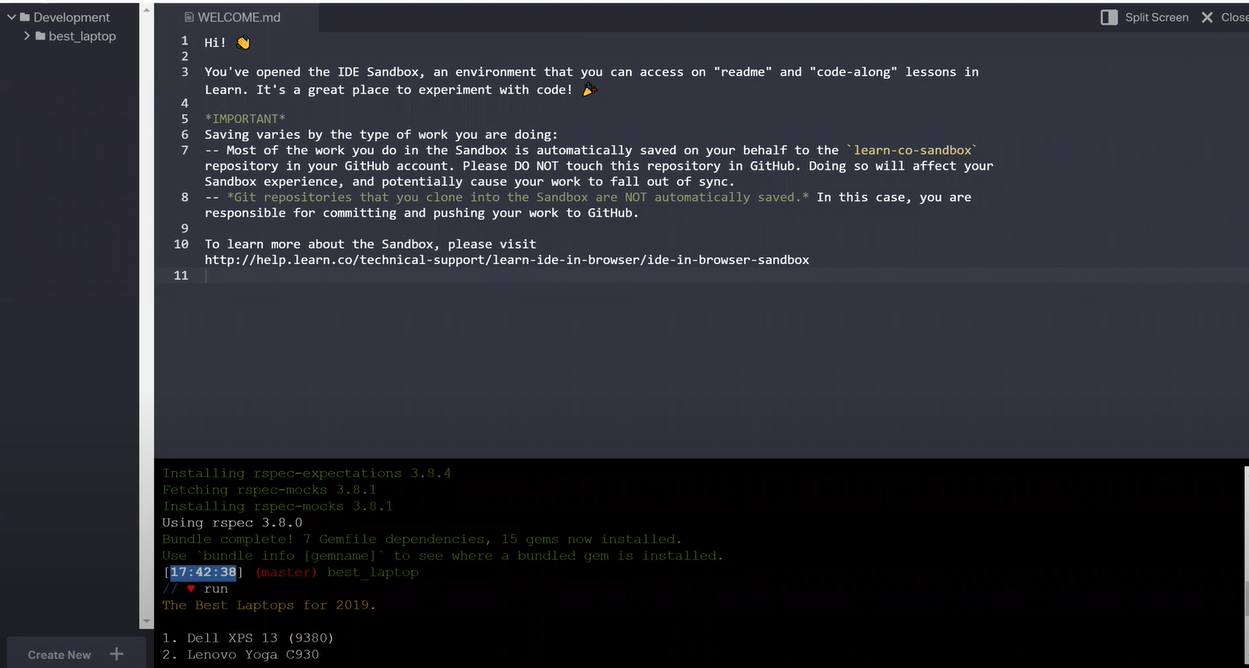 Development
best_laptop
Create New +
WELCOME.md
Split Screen
Close
1 Hi! 👋
2
3 You've opened the IDE Sandbox, an environment that you can access on "readme" and "code-along" lessons in
Learn. It's a great place to experiment with code! 🎉
4
5 *IMPORTANT*
6 Saving varies by the type of work you are doing:
7 -- Most of the work you do in the Sandbox is automatically saved on your behalf to the `learn-co-sandbox`
repository in your GitHub account. Please DO NOT touch this repository in GitHub. Doing so will affect your
Sandbox experience, and potentially cause your work to fall out of sync.
8 -- *Git repositories that you clone into the Sandbox are NOT automatically saved.* In this case, you are
responsible for committing and pushing your work to GitHub.
9
10 To learn more about the Sandbox, please visit
http://help.learn.co/technical-support/learn-ide-in-browser/ide-in-browser-sandbox
11
Installing rspec-expectations 3.8.4
Fetching rspec-mocks 3.8.1
Installing rspec-mocks 3.8.1
Using rspec 3.8.0
Bundle complete! 7 Gemfile dependencies, 15 gems now installed.
Use `bundle info [gemname]` to see where a bundled gem is installed.
[17:42:38] (master) best_laptop
// ♥ run
The Best Laptops for 2019.
1. Dell XPS 13 (9380)
2. Lenovo Yoga C930